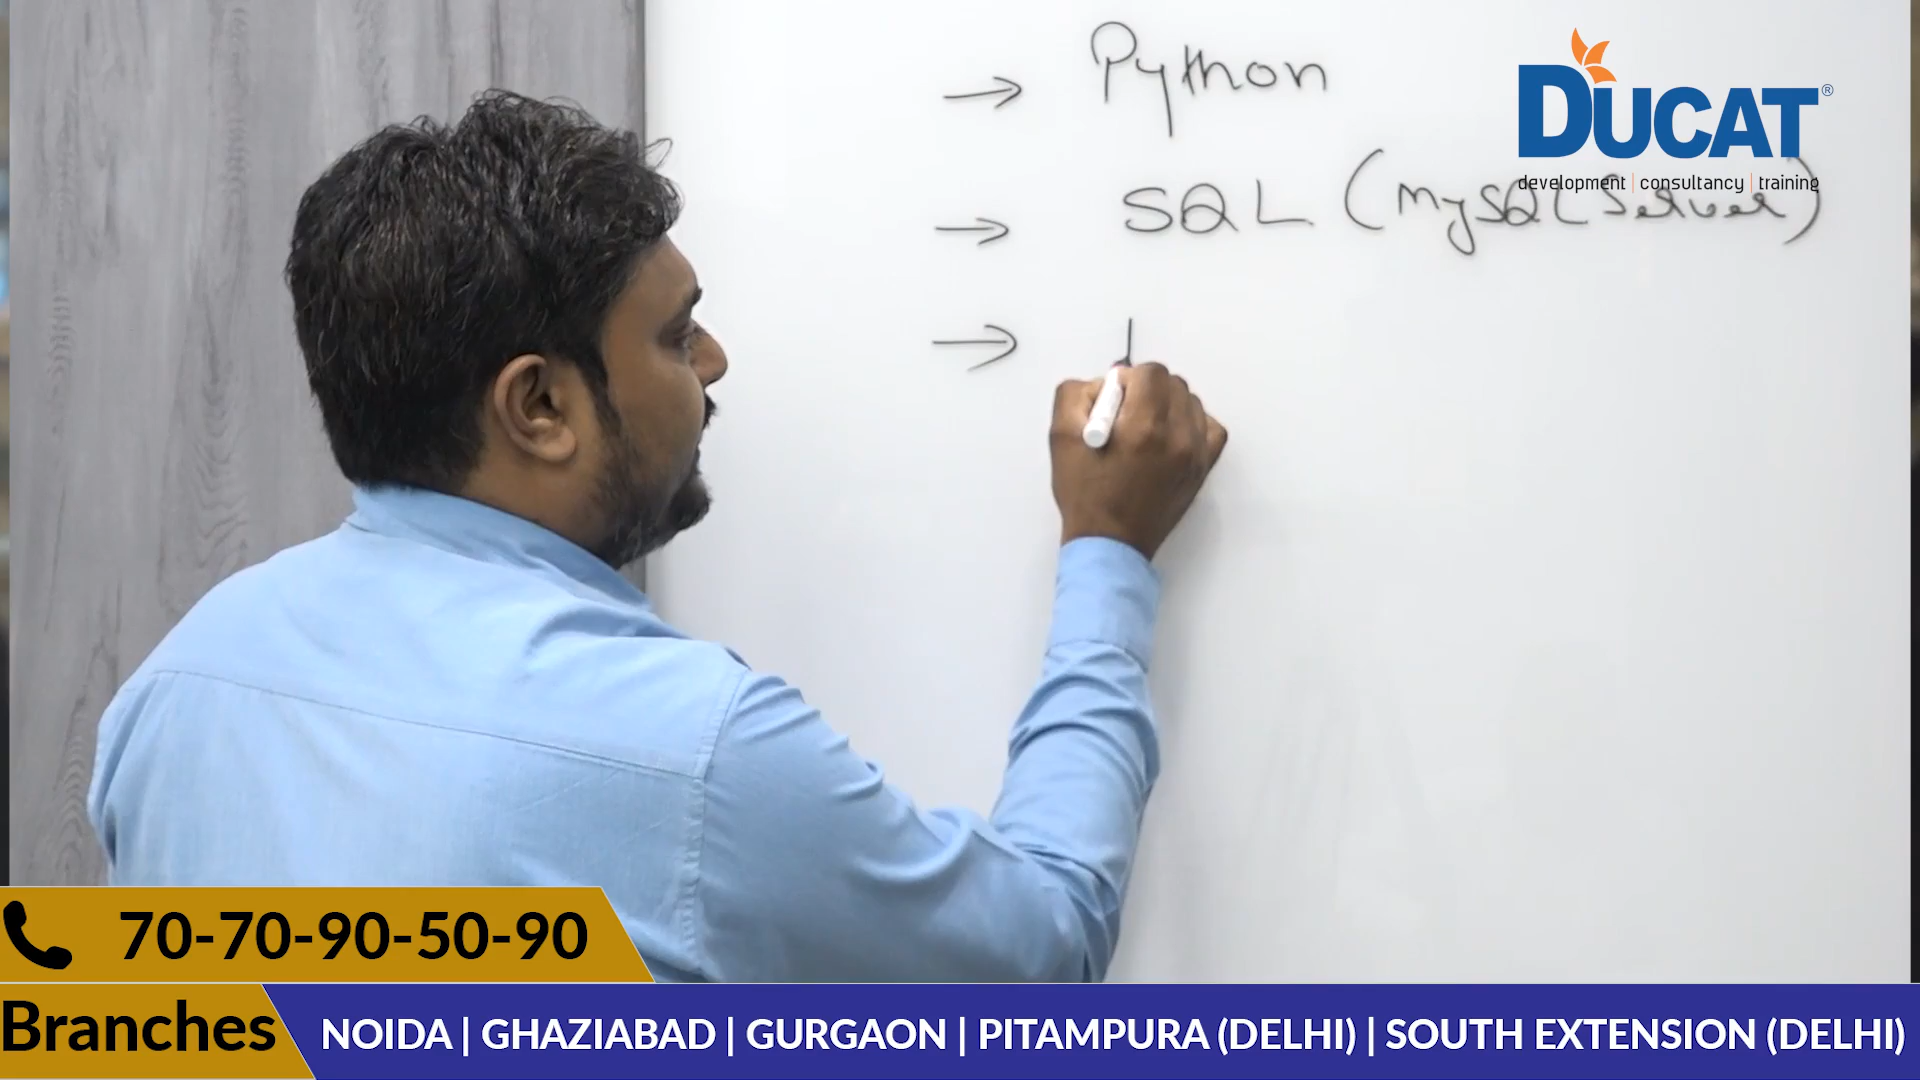 → Python
DUCAT®
development | consultancy | training
→ SQL (MySQL Server)
→
70-70-90-50-90
Branches
NOIDA | GHAZIABAD | GURGAON | PITAMPURA (DELHI) | SOUTH EXTENSION (DELHI)